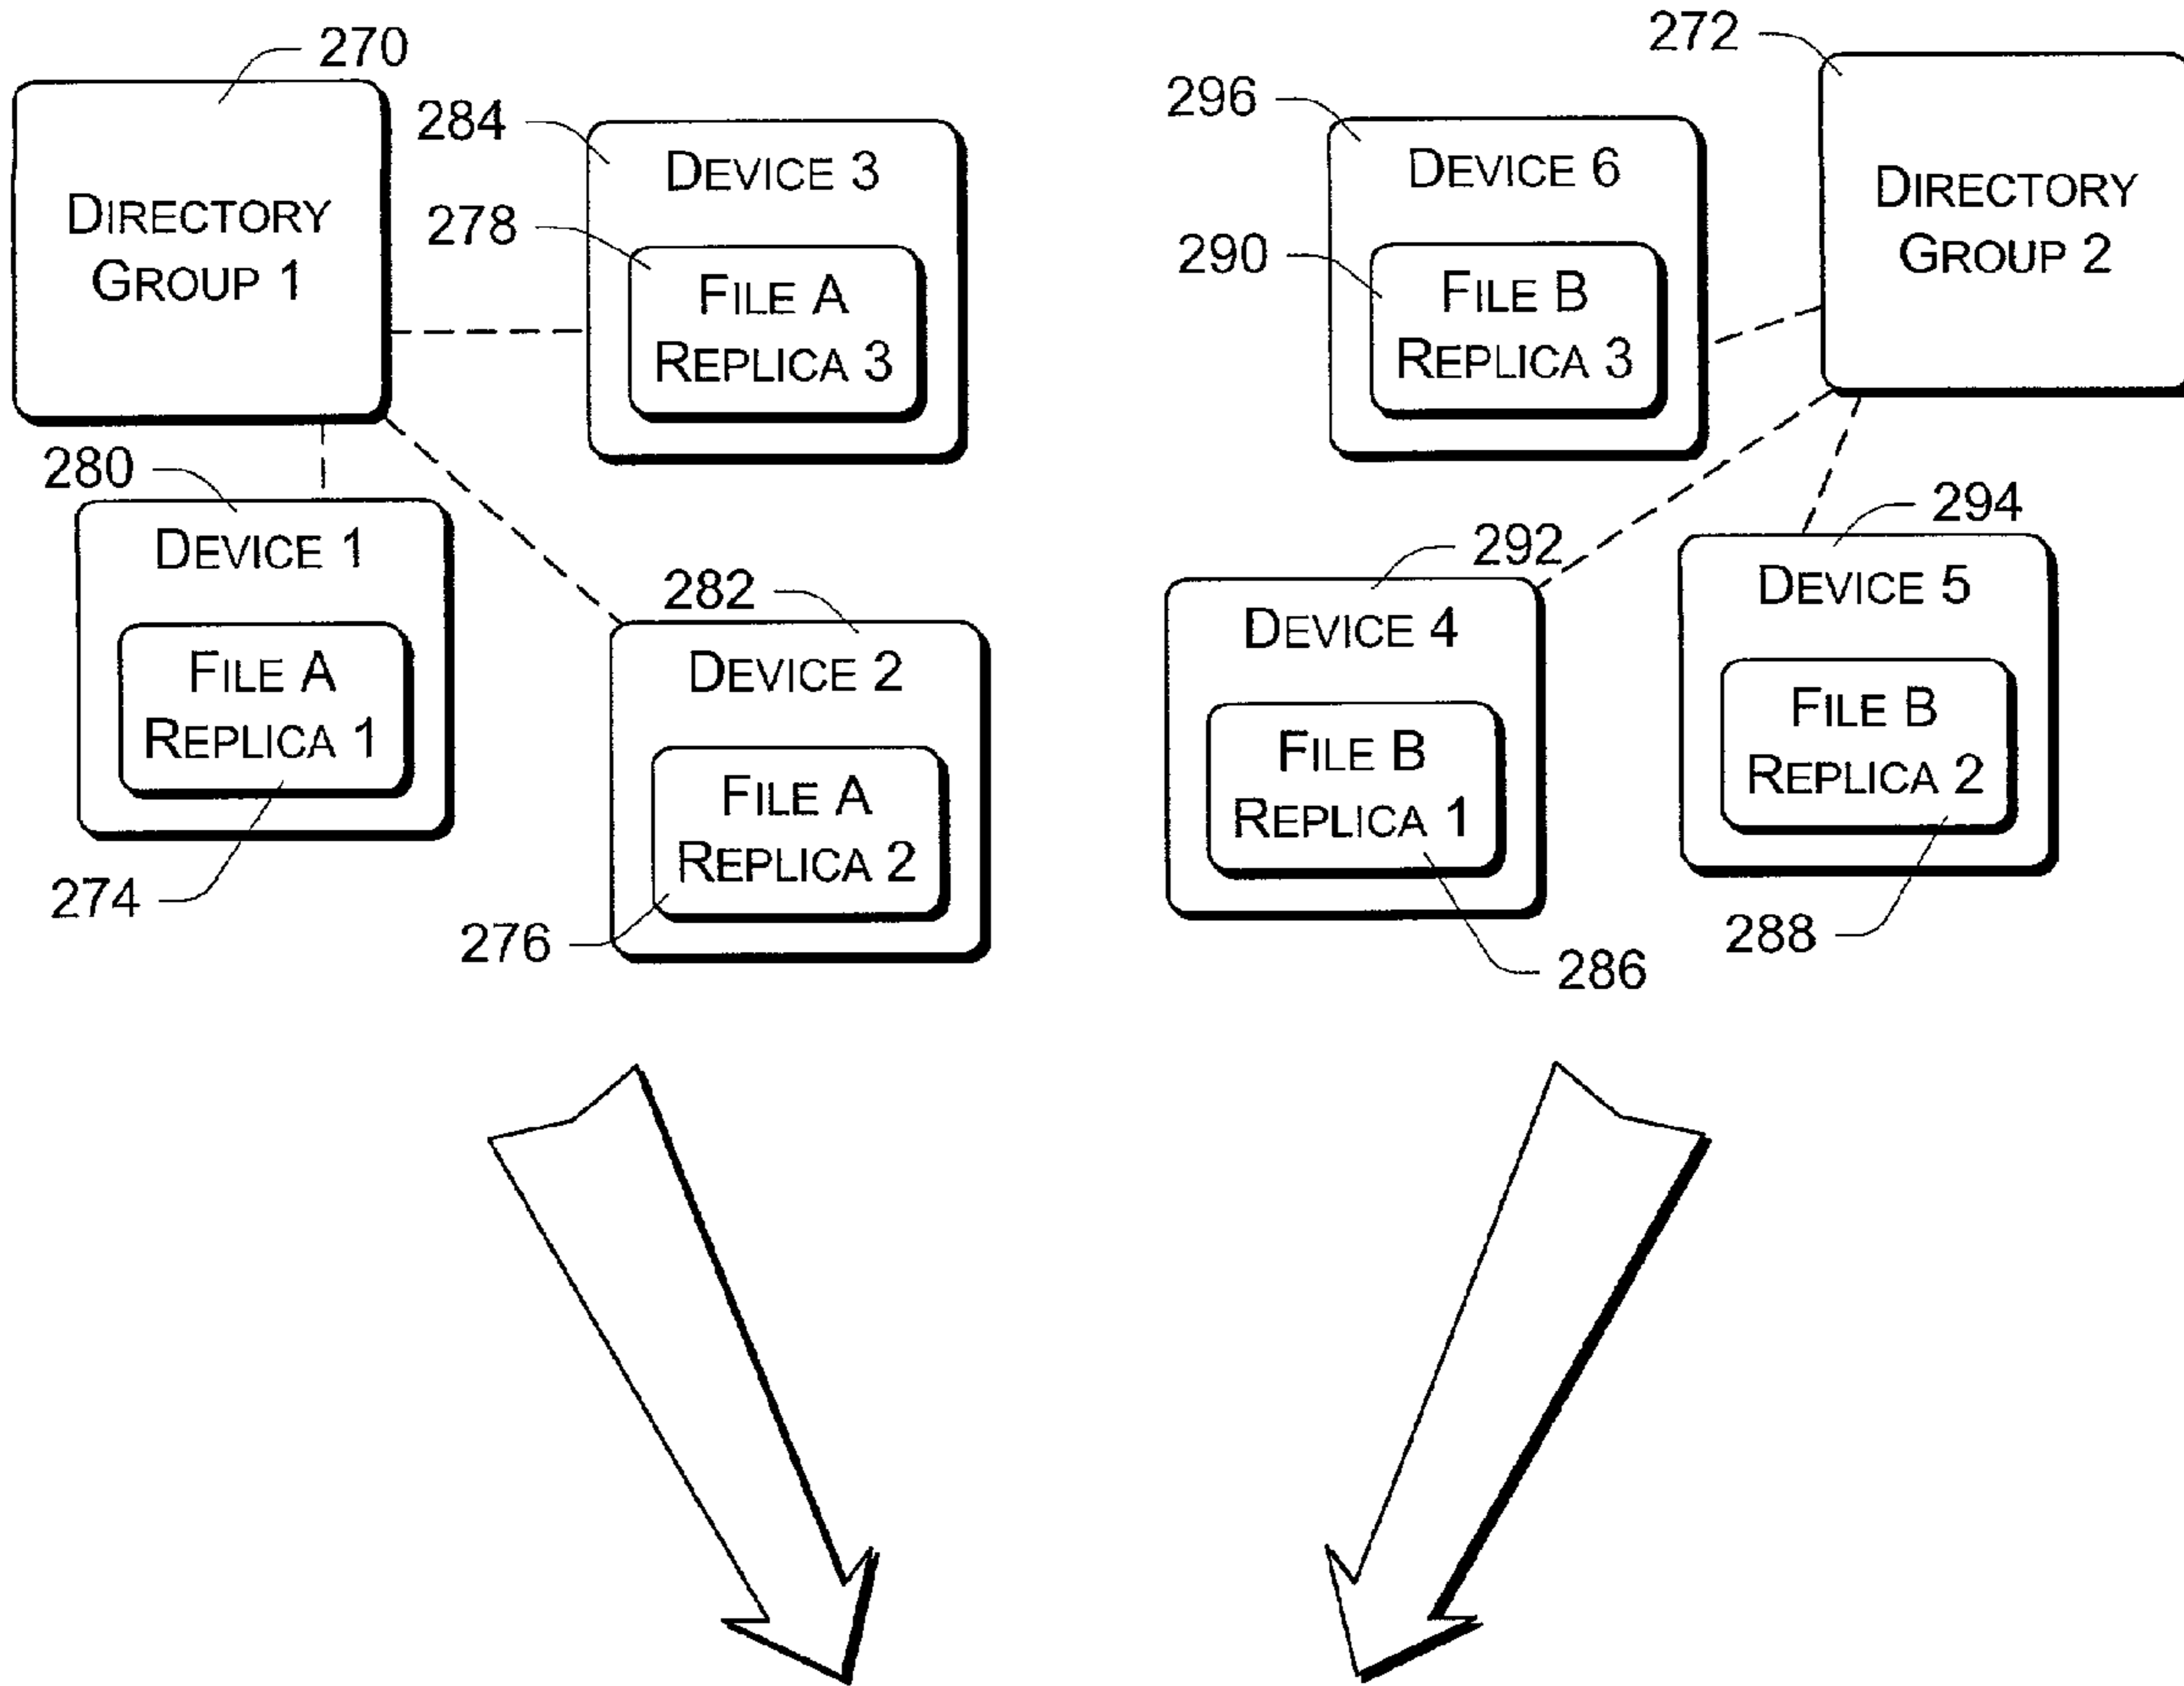 270
DIRECTORY
GROUP 1
284
DEVICE 3
278
FILE A
REPLICA 3
280
DEVICE 1
FILE A
REPLICA 1
274
282
DEVICE 2
FILE A
REPLICA 2
276
272
DIRECTORY
GROUP 2
296
DEVICE 6
290
FILE B
REPLICA 3
292
DEVICE 4
FILE B
REPLICA 1
286
294
DEVICE 5
FILE B
REPLICA 2
288